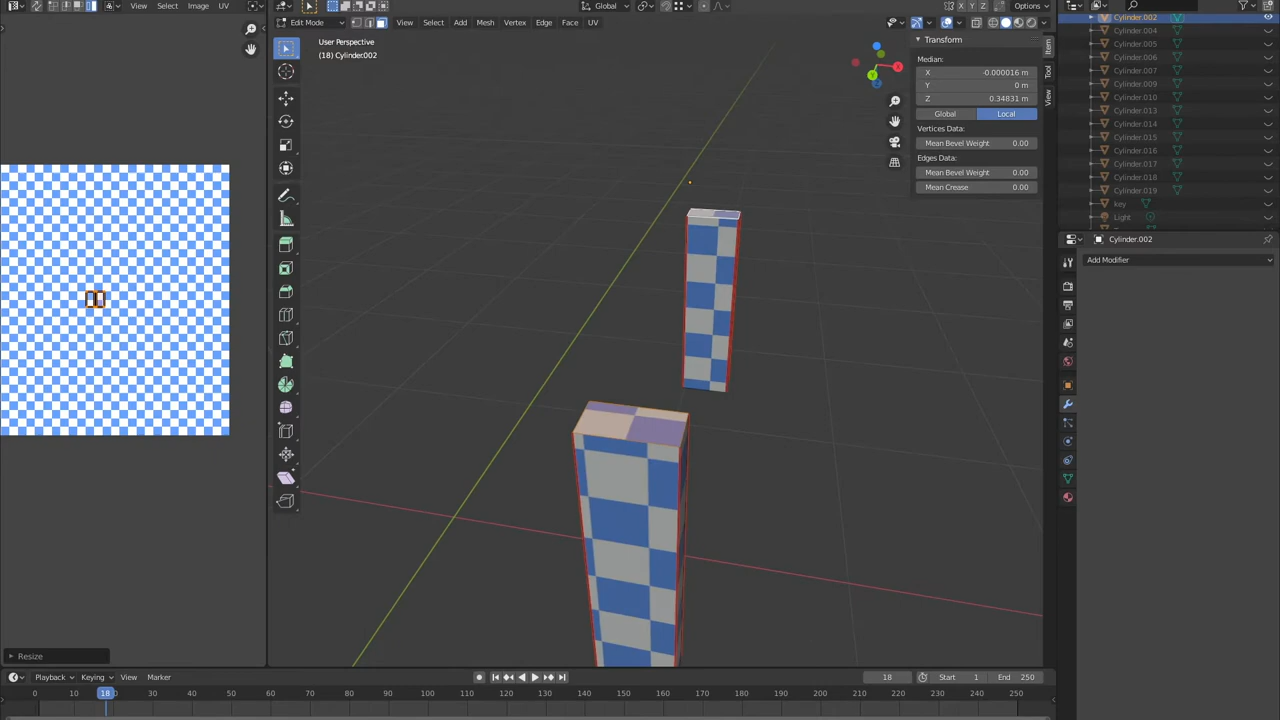 View Select Image UV
Global
Options
Edit Mode
View Select Add Mesh Vertex Edge Face UV
User Perspective
(18) Cylinder.002
Transform
Median:
X -0.000016 m
Y 0 m
Z 0.34831 m
Global Local
Vertices Data:
Mean Bevel Weight 0.00
Edges Data:
Mean Bevel Weight 0.00
Mean Crease 0.00
Item
Tool
View
X Y Z
Cylinder.002
Cylinder.004
Cylinder.005
Cylinder.006
Cylinder.007
Cylinder.009
Cylinder.010
Cylinder.013
Cylinder.014
Cylinder.015
Cylinder.016
Cylinder.017
Cylinder.018
Cylinder.019
key
Light
Cylinder.002
Add Modifier
Resize
Playback Keying View Marker
18 Start 1 End 250
0 10 18 30 40 50 60 70 80 90 100 110 120 130 140 150 160 170 180 190 200 210 220 230 240 250